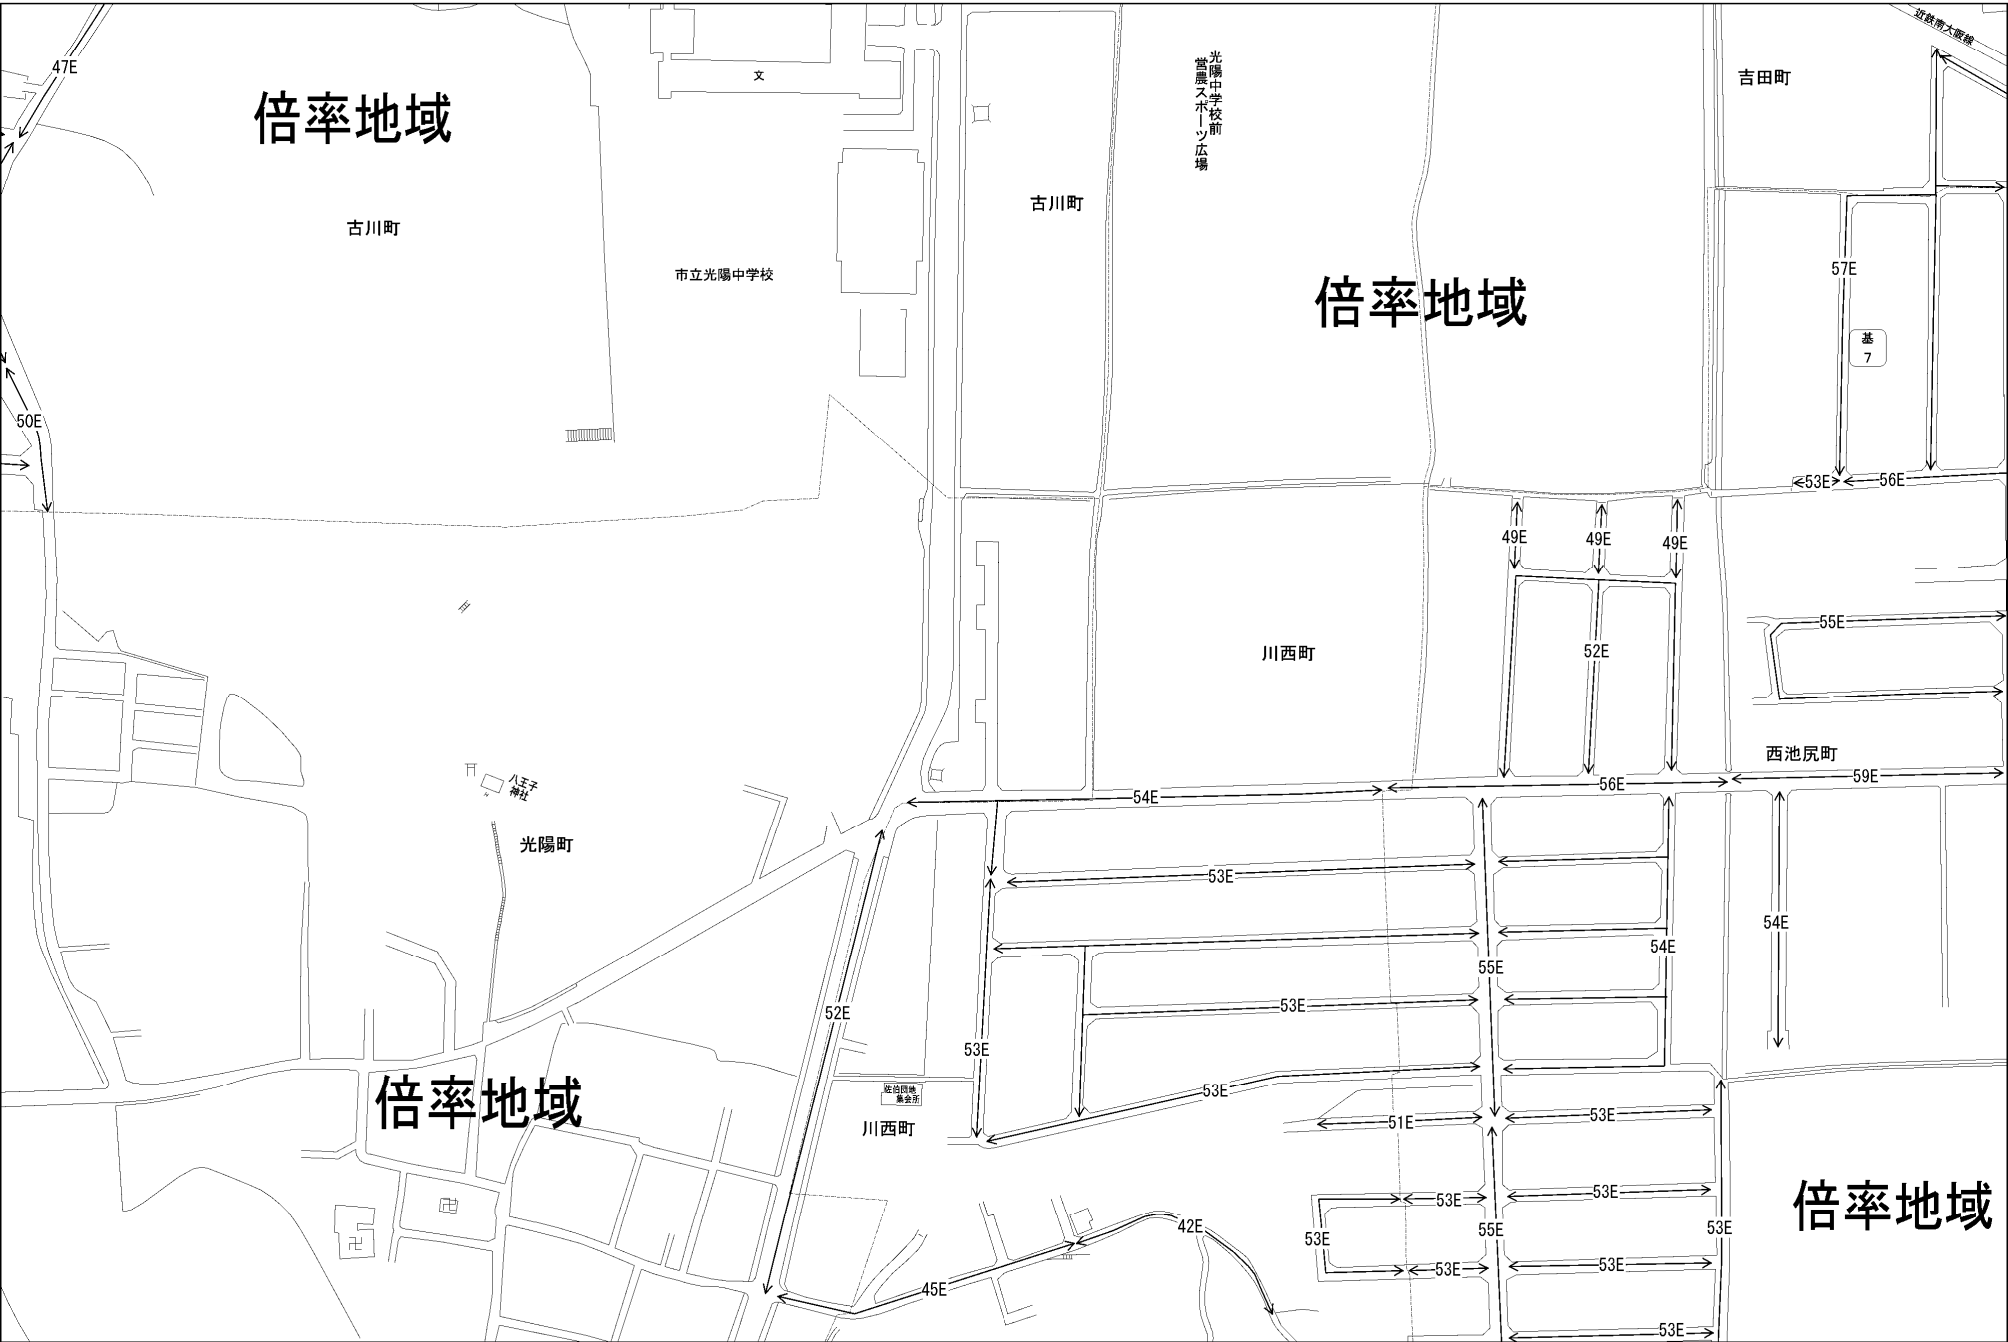 近鉄南大阪線
47E
倍率地域
文
光陽中学校前
営農スポーツ広場
吉田町
古川町
古川町
市立光陽中学校
57E
倍率地域
基
7
50E
53E
56E
49E
49E
49E
55E
52E
川西町
西池尻町
59E
56E
54E
八王子
神社
光陽町
53E
54E
54E
55E
53E
52E
53E
佐伯団地
集会所
53E
倍率地域
川西町
51E
53E
53E
53E
倍率地域
42E
55E
53E
53E
53E
53E
45E
53E